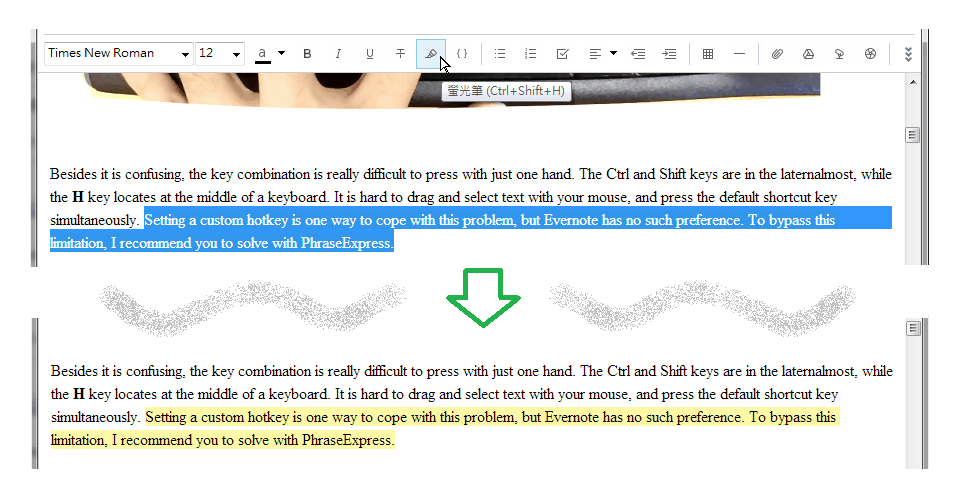 Times New Roman 12 a B I U T { }
螢光筆 (Ctrl+Shift+H)
Besides it is confusing, the key combination is really difficult to press with just one hand. The Ctrl and Shift keys are in the laternalmost, while
the H key locates at the middle of a keyboard. It is hard to drag and select text with your mouse, and press the default shortcut key
simultaneously. Setting a custom hotkey is one way to cope with this problem, but Evernote has no such preference. To bypass this
limitation, I recommend you to solve with PhraseExpress.
Besides it is confusing, the key combination is really difficult to press with just one hand. The Ctrl and Shift keys are in the laternalmost, while
the H key locates at the middle of a keyboard. It is hard to drag and select text with your mouse, and press the default shortcut key
simultaneously. Setting a custom hotkey is one way to cope with this problem, but Evernote has no such preference. To bypass this
limitation, I recommend you to solve with PhraseExpress.